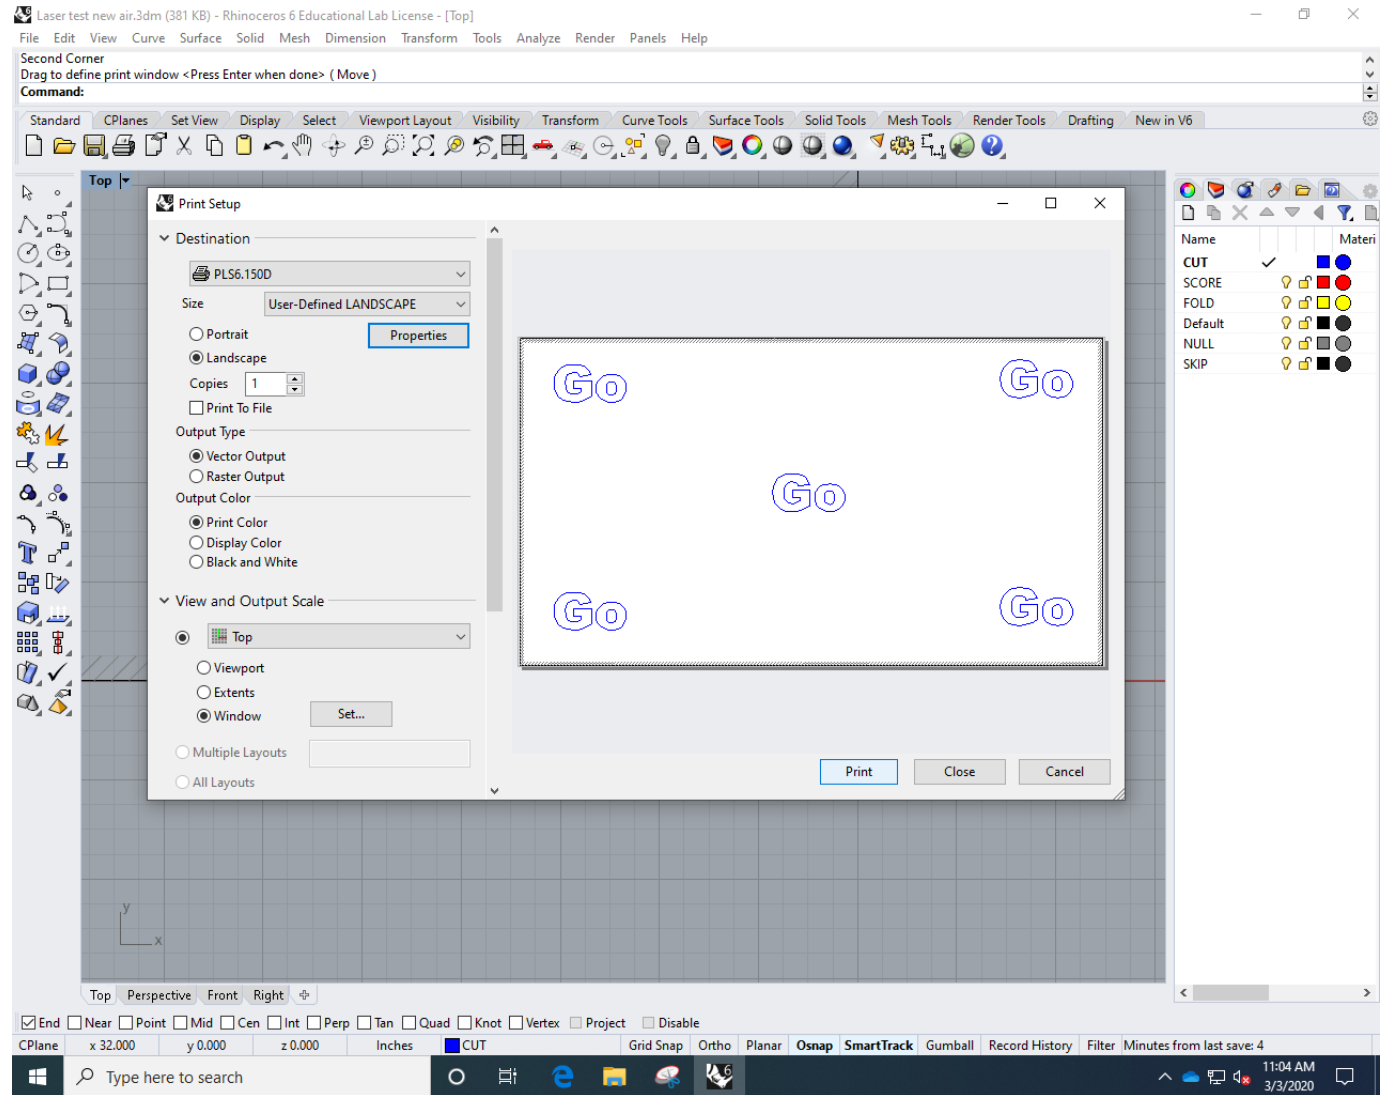 Laser test new air.3dm (381 KB) - Rhinoceros 6 Educational Lab License - [Top]
File Edit View Curve Surface Solid Mesh Dimension Transform Tools Analyze Render Panels Help
Second Corner
Drag to define print window <Press Enter when done> ( Move )
Command:
Standard CPlanes Set View Display Select Viewport Layout Visibility Transform Curve Tools Surface Tools Solid Tools Mesh Tools Render Tools Drafting New in V6
Top
Print Setup
Destination
PLS6.150D
Size User-Defined LANDSCAPE
Portrait Properties
Landscape
Copies 1
Print To File
Output Type
Vector Output
Raster Output
Output Color
Print Color
Display Color
Black and White
View and Output Scale
Top
Viewport
Extents
Window Set...
Multiple Layouts
All Layouts
Go Go
Go
Go Go
Print Close Cancel
Name Materi
CUT
SCORE
FOLD
Default
NULL
SKIP
y
x
Top Perspective Front Right
End Near Point Mid Cen Int Perp Tan Quad Knot Vertex Project Disable
CPlane x 32.000 y 0.000 z 0.000 Inches CUT Grid Snap Ortho Planar Osnap SmartTrack Gumball Record History Filter Minutes from last save: 4
Type here to search
11:04 AM
3/3/2020